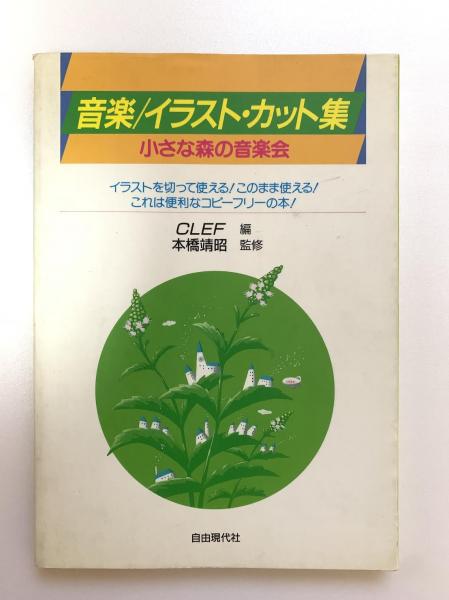 音楽/イラスト・カット集
小さな森の音楽会
イラストを切って使える!このまま使える!
これは便利なコピーフリーの本!
CLEF 編
本橋靖昭 監修
自由現代社